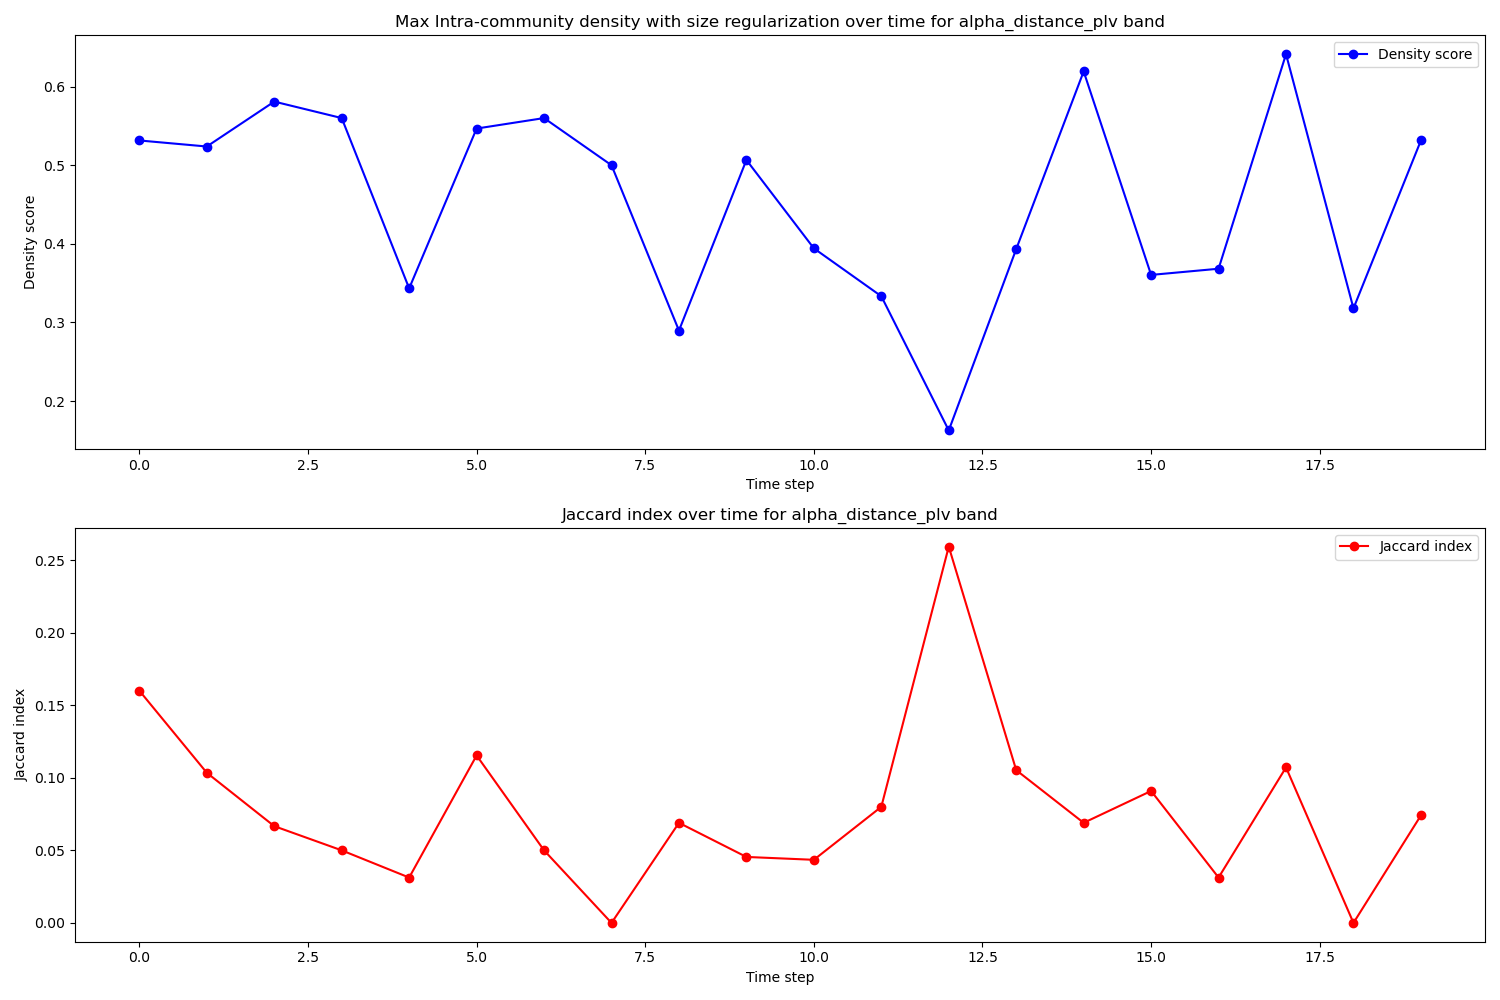 Max Intra-community density with size regularization over time for alpha_distance_plv band
Density score
Density score
0.6
0.5
0.4
0.3
0.2
0.0 2.5 5.0 7.5 10.0 12.5 15.0 17.5
Time step
Jaccard index over time for alpha_distance_plv band
Jaccard index
Jaccard index
0.25
0.20
0.15
0.10
0.05
0.00
0.0 2.5 5.0 7.5 10.0 12.5 15.0 17.5
Time step